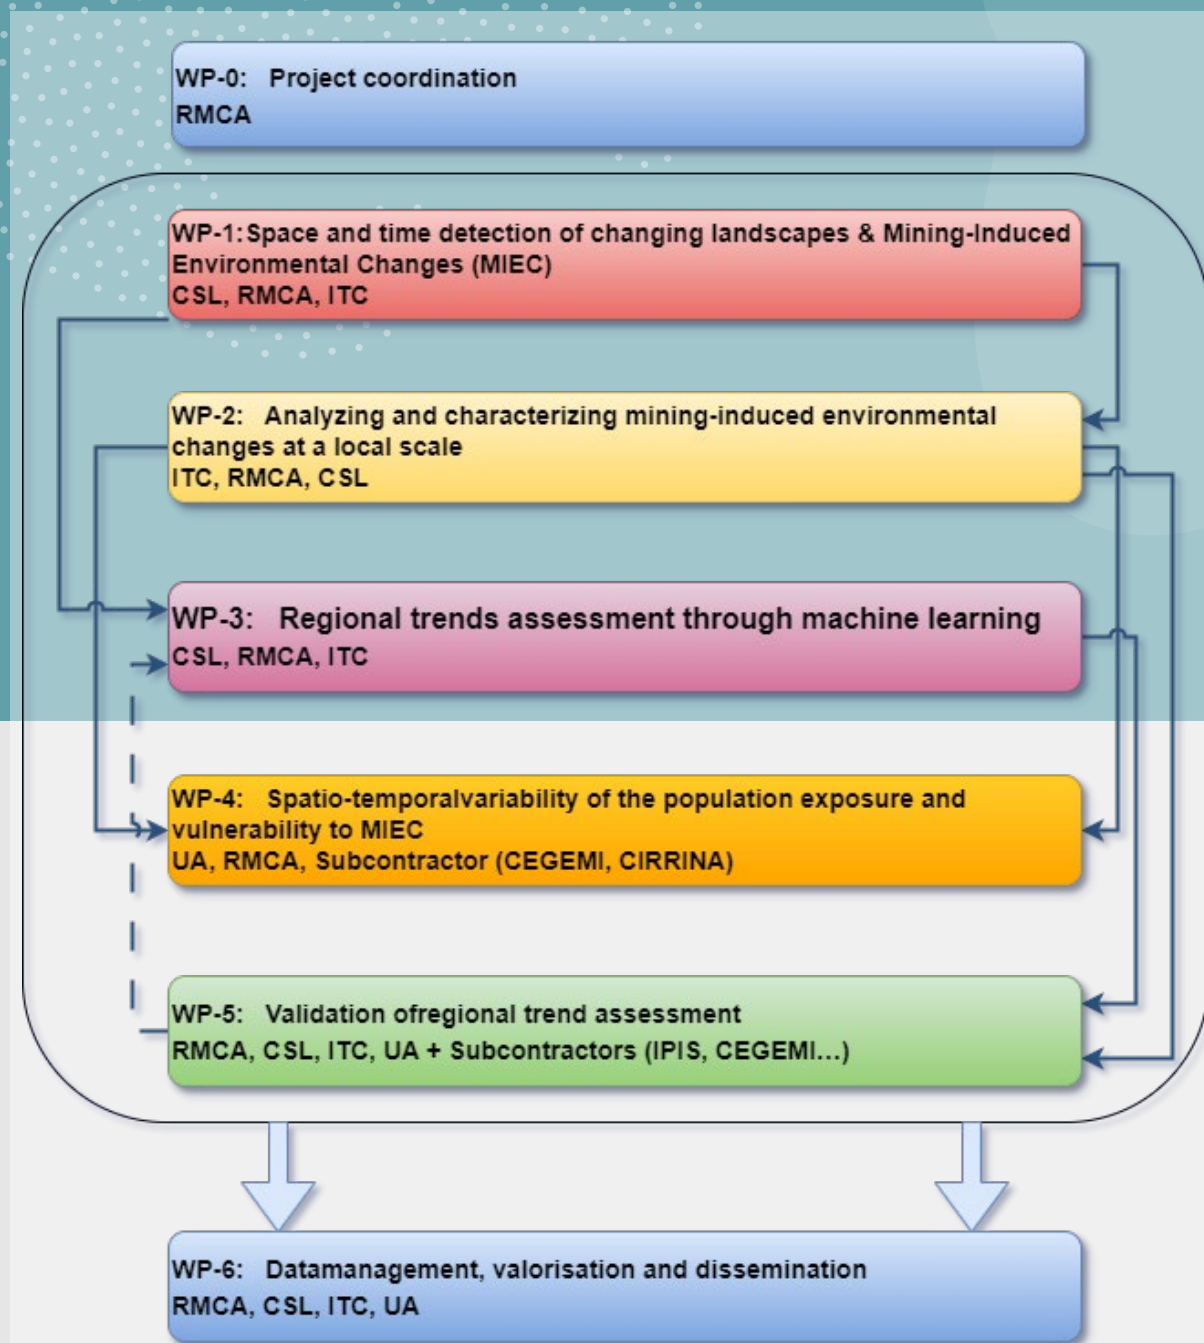 WP-0: Project coordination
RMCA
WP-1:Space and time detection of changing landscapes & Mining-Induced
Environmental Changes (MIEC)
CSL, RMCA, ITC
WP-2: Analyzing and characterizing mining-induced environmental
changes at a local scale
ITC, RMCA, CSL
WP-3: Regional trends assessment through machine learning
CSL, RMCA, ITC
WP-4: Spatio-temporalvariability of the population exposure and
vulnerability to MIEC
UA, RMCA, Subcontractor (CEGEMI, CIRRINA)
WP-5: Validation ofregional trend assessment
RMCA, CSL, ITC, UA + Subcontractors (IPIS, CEGEMI...)
WP-6: Datamanagement, valorisation and dissemination
RMCA, CSL, ITC, UA